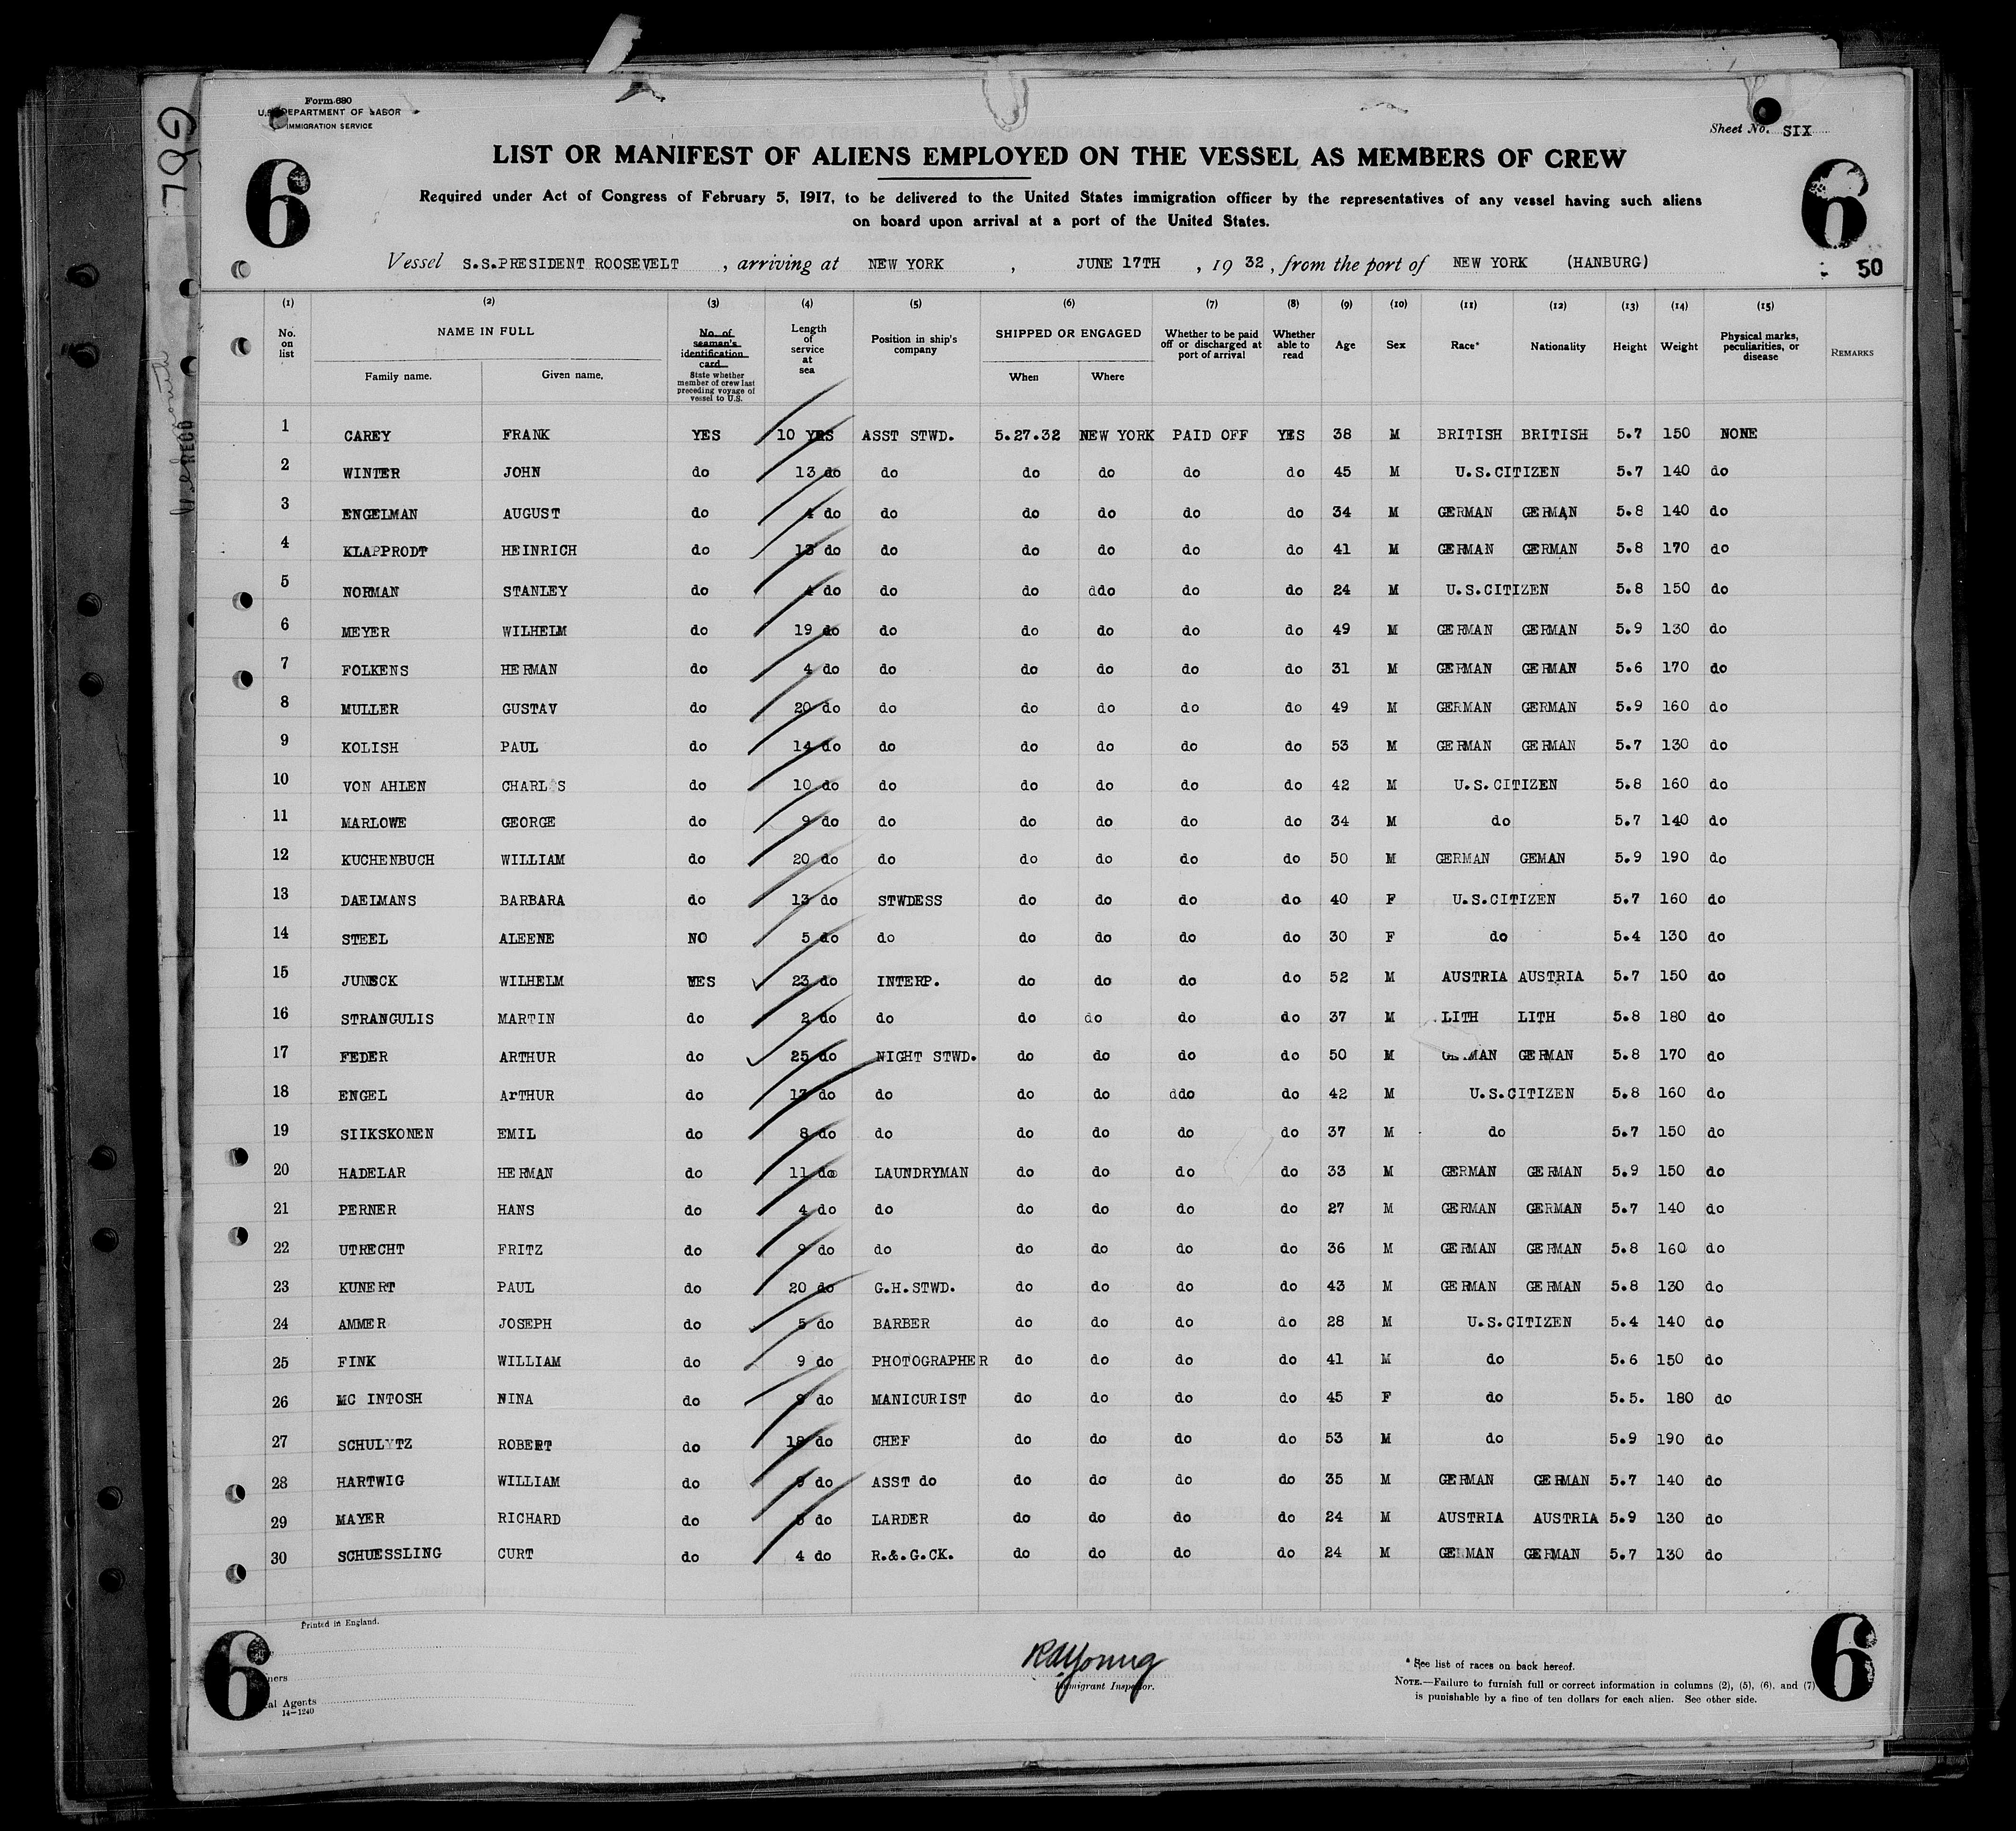 Form 680
U.S. DEPARTMENT OF LABOR
IMMIGRATION SERVICE
Sheet No. SIX
6 LIST OR MANIFEST OF ALIENS EMPLOYED ON THE VESSEL AS MEMBERS OF CREW 6
Required under Act of Congress of February 5, 1917, to be delivered to the United States immigration officer by the representatives of any vessel having such aliens
on board upon arrival at a port of the United States.
Vessel S.S.PRESIDENT ROOSEVELT, arriving at NEW YORK, JUNE 17TH, 1932, from the port of NEW YORK (HANBURG)
50
(1) (2) (3) (4) (5) (6) (7) (8) (9) (10) (11) (12) (13) (14) (15)
No. on list NAME IN FULL Family name. Given name. No. of seaman's identification card State whether member of crew last preceding voyage of vessel to U.S. Length of service at sea Position in ship's company SHIPPED OR ENGAGED When Where Whether to be paid off or discharged at port of arrival Whether able to read Age Sex Race* Nationality Height Weight Physical marks, peculiarities, or disease REMARKS
1 CAREY FRANK YES 10 YRS ASST STWD. 5.27.32 NEW YORK PAID OFF YES 38 M BRITISH BRITISH 5.7 150 NONE
2 WINTER JOHN do 13 do do do do do do 45 M U.S.CITIZEN 5.7 140 do
3 ENGELMAN AUGUST do 4 do do do do do do 34 M GERMAN GERMAN 5.8 140 do
4 KLAPPRODT HEINRICH do 13 do do do do do do 41 M GERMAN GERMAN 5.8 170 do
5 NORMAN STANLEY do 4 do do do ddo do do 24 M U.S.CITIZEN 5.8 150 do
6 MEYER WILHELM do 19 do do do do do do 49 M GERMAN GERMAN 5.9 130 do
7 FOLKENS HERMAN do 4 do do do do do do 31 M GERMAN GERMAN 5.6 170 do
8 MULLER GUSTAV do 20 do do do do do do 49 M GERMAN GERMAN 5.9 160 do
9 KOLISH PAUL do 14 do do do do do do 53 M GERMAN GERMAN 5.7 130 do
10 VON AHLEN CHARLES do 10 do do do do do do 42 M U.S.CITIZEN 5.8 160 do
11 MARLOWE GEORGE do 9 do do do do do do 34 M do 5.7 140 do
12 KUCHENBUCH WILLIAM do 20 do do do do do do 50 M GERMAN GEMAN 5.9 190 do
13 DAELMANS BARBARA do 13 do STWDESS do do do do 40 F U.S.CITIZEN 5.7 160 do
14 STEEL ALEENE NO 5 do do do do do do 30 F do 5.4 130 do
15 JUNECK WILHELM YES 23 do INTERP. do do do do 52 M AUSTRIA AUSTRIA 5.7 150 do
16 STRANGULIS MARTIN do 2 do do do do do do 37 M LITH LITH 5.8 180 do
17 FEDER ARTHUR do 25 do NIGHT STWD. do do do do 50 M GERMAN GERMAN 5.8 170 do
18 ENGEL ArTHUR do do do do do ddo do 42 M U.S.CITIZEN 5.8 160 do
19 SIIKSKONEN EMIL do 8 do do do do do do 37 M do 5.7 150 do
20 HADELAR HERMAN do 11 do LAUNDRYMAN do do do do 33 M GERMAN GERMAN 5.9 150 do
21 PERNER HANS do 4 do do do do do do 27 M GERMAN GERMAN 5.7 140 do
22 UTRECHT FRITZ do 9 do do do do do do 36 M GERMAN GERMAN 5.8 160 do
23 KUNERT PAUL do 20 do G.H.STWD. do do do do 43 M GERMAN GERMAN 5.8 130 do
24 AMMER JOSEPH do 5 do BARBER do do do do 28 M U.S.CITIZEN 5.4 140 do
25 FINK WILLIAM do 9 do PHOTOGRAPHER do do do do 41 M do 5.6 150 do
26 MC INTOSH NINA do do MANICURIST do do do do 45 F do 5.5. 180 do
27 SCHULYTZ ROBERT do do CHEF do do do do 53 M do 5.9 190 do
28 HARTWIG WILLIAM do do ASST do do do do do 35 M GERMAN GERMAN 5.7 140 do
29 MAYER RICHARD do do LARDER do do do do 24 M AUSTRIA AUSTRIA 5.9 130 do
30 SCHUESSLING CURT do 4 do R.&.G.CK. do do do do 24 M GERMAN GERMAN 5.7 130 do
Printed in England.
6
Agents
14-1240
RAYoung
Immigrant Inspector.
* See list of races on back hereof.
NOTE.—Failure to furnish full or correct information in columns (2), (5), (6), and (7)
is punishable by a fine of ten dollars for each alien. See other side.
6